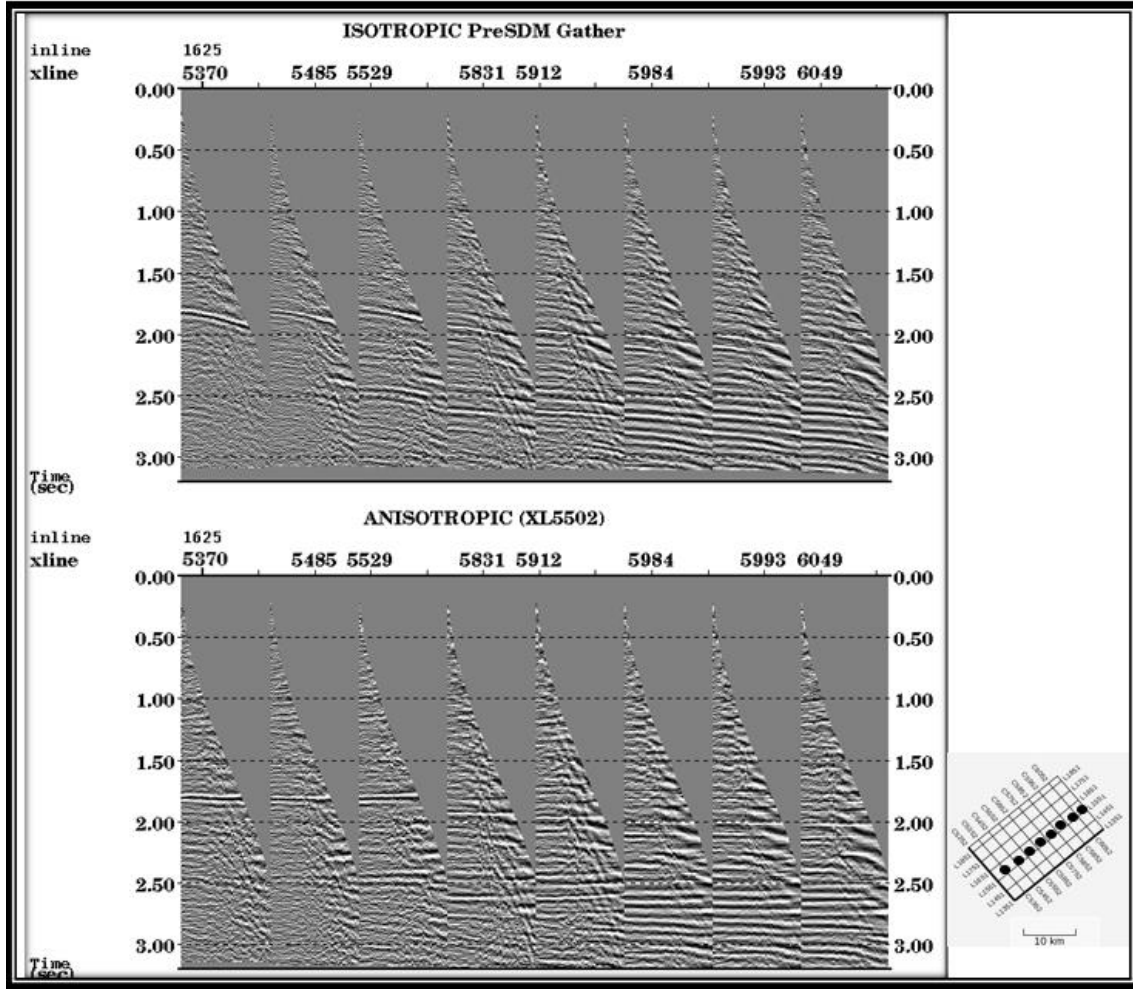 ISOTROPIC PreSDM Gather
inline 1625
xline 5370 5485 5529 5831 5912 5984 5993 6049
0.00 0.00
0.50 0.50
1.00 1.00
1.50 1.50
2.00 2.00
2.50 2.50
3.00 3.00
Time
(sec)
ANISOTROPIC (XL5502)
inline 1625
xline 5370 5485 5529 5831 5912 5984 5993 6049
0.00 0.00
0.50 0.50
1.00 1.00
1.50 1.50
2.00 2.00
2.50 2.50
3.00 3.00
Time
(sec)
10 km